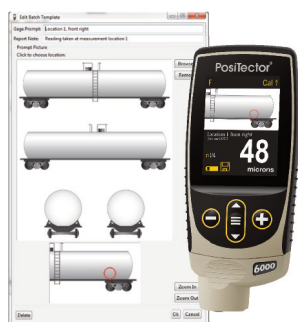 Edit Batch Template
Gage Prompt: Location 1, front right
Report Note: Reading taken at measurement location 1
Prompt Picture
Click to choose location:
Browse
Remov
Zoom In
Zoom Out
Delete
Ok Cancel
PosiTector®
F Cal 1
Location 1, front right
n14
48
microns
6000